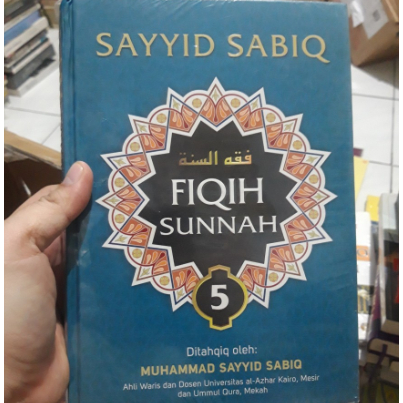 SAYYID SABIQ
فقه السنة
FIQIH
SUNNAH
5
Ditahqiq oleh:
MUHAMMAD SAYYID SABIQ
Ahli Waris dan Dosen Universitas al-Azhar Kairo, Mesir
dan Ummul Qura, Mekah